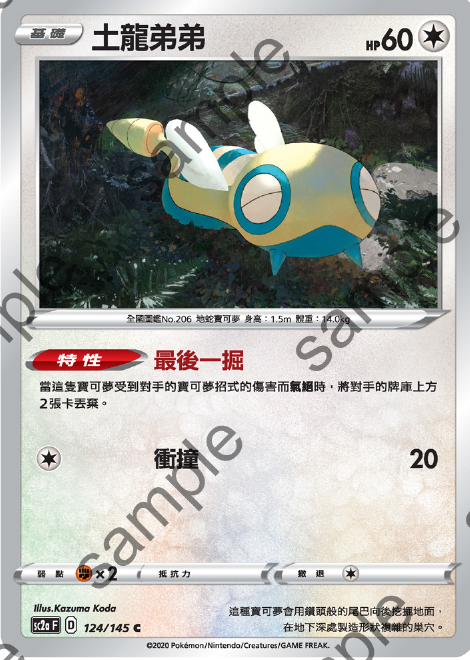 基礎 土龍弟弟 HP60
全國圖鑑No.206 地蛇寶可夢 身高：1.5m 體重：14.0kg
特性 最後一掘
當這隻寶可夢受到對手的寶可夢招式的傷害而氣絕時，將對手的牌庫上方
2張卡丟棄。
衝撞 20
弱點 ×2 抵抗力 撤退
Illus.Kazuma Koda
sc2a F D 124/145 C
這種寶可夢會用鑽頭般的尾巴向後挖掘地面，
在地下深處製造形狀複雜的巢穴。
©2020 Pokémon/Nintendo/Creatures/GAME FREAK.
sample
sample
sample
sample
sample
sample